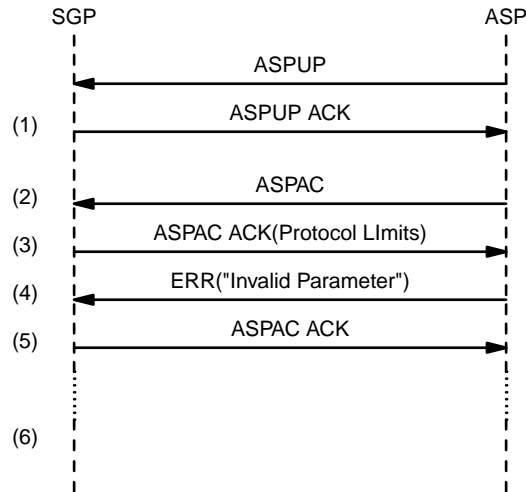 SGP ASP
ASPUP
(1) ASPUP ACK
(2) ASPAC
(3) ASPAC ACK(Protocol LImits)
(4) ERR("Invalid Parameter")
(5) ASPAC ACK
(6)